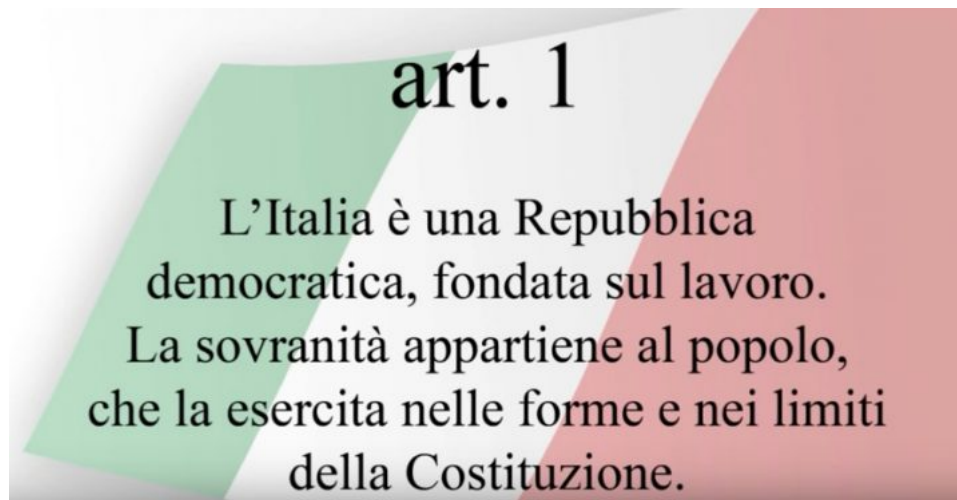 art. 1
L’Italia è una Repubblica
democratica, fondata sul lavoro.
La sovranità appartiene al popolo,
che la esercita nelle forme e nei limiti
della Costituzione.